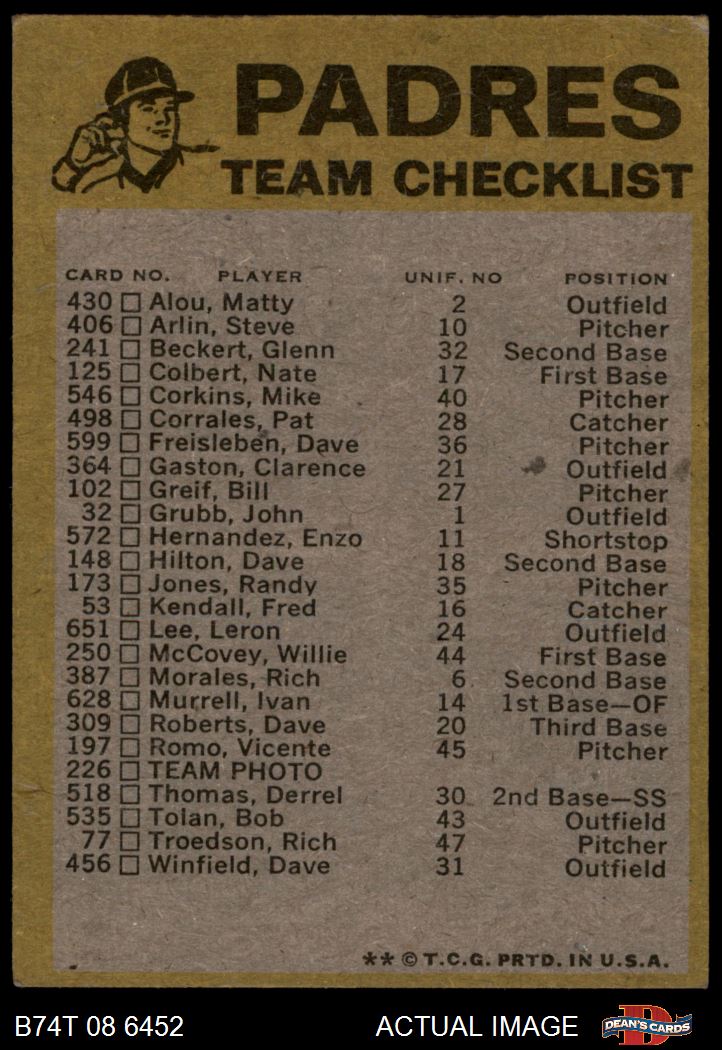 PADRES
TEAM CHECKLIST
CARD NO. PLAYER UNIF. NO POSITION
430 Alou, Matty 2 Outfield
406 Arlin, Steve 10 Pitcher
241 Beckert, Glenn 32 Second Base
125 Colbert, Nate 17 First Base
546 Corkins, Mike 40 Pitcher
498 Corrales, Pat 28 Catcher
599 Freisleben, Dave 36 Pitcher
364 Gaston, Clarence 21 Outfield
102 Greif, Bill 27 Pitcher
32 Grubb, John 1 Outfield
572 Hernandez, Enzo 11 Shortstop
148 Hilton, Dave 18 Second Base
173 Jones, Randy 35 Pitcher
53 Kendall, Fred 16 Catcher
651 Lee, Leron 24 Outfield
250 McCovey, Willie 44 First Base
387 Morales, Rich 6 Second Base
628 Murrell, Ivan 14 1st Base—OF
309 Roberts, Dave 20 Third Base
197 Romo, Vicente 45 Pitcher
226 TEAM PHOTO
518 Thomas, Derrel 30 2nd Base—SS
535 Tolan, Bob 43 Outfield
77 Troedson, Rich 47 Pitcher
456 Winfield, Dave 31 Outfield
** © T.C.G. PRTD. IN U.S.A.
B74T 08 6452 ACTUAL IMAGE D DEAN'S CARDS